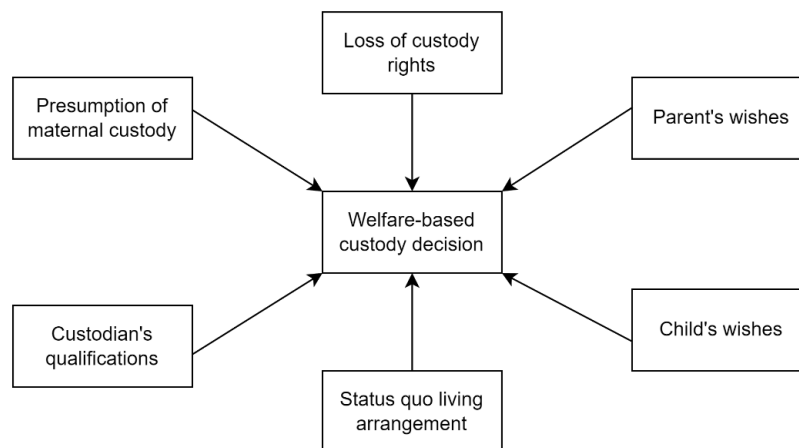 Loss of custody
rights
Presumption of
maternal custody
Parent's wishes
Welfare-based
custody decision
Custodian's
qualifications
Child's wishes
Status quo living
arrangement